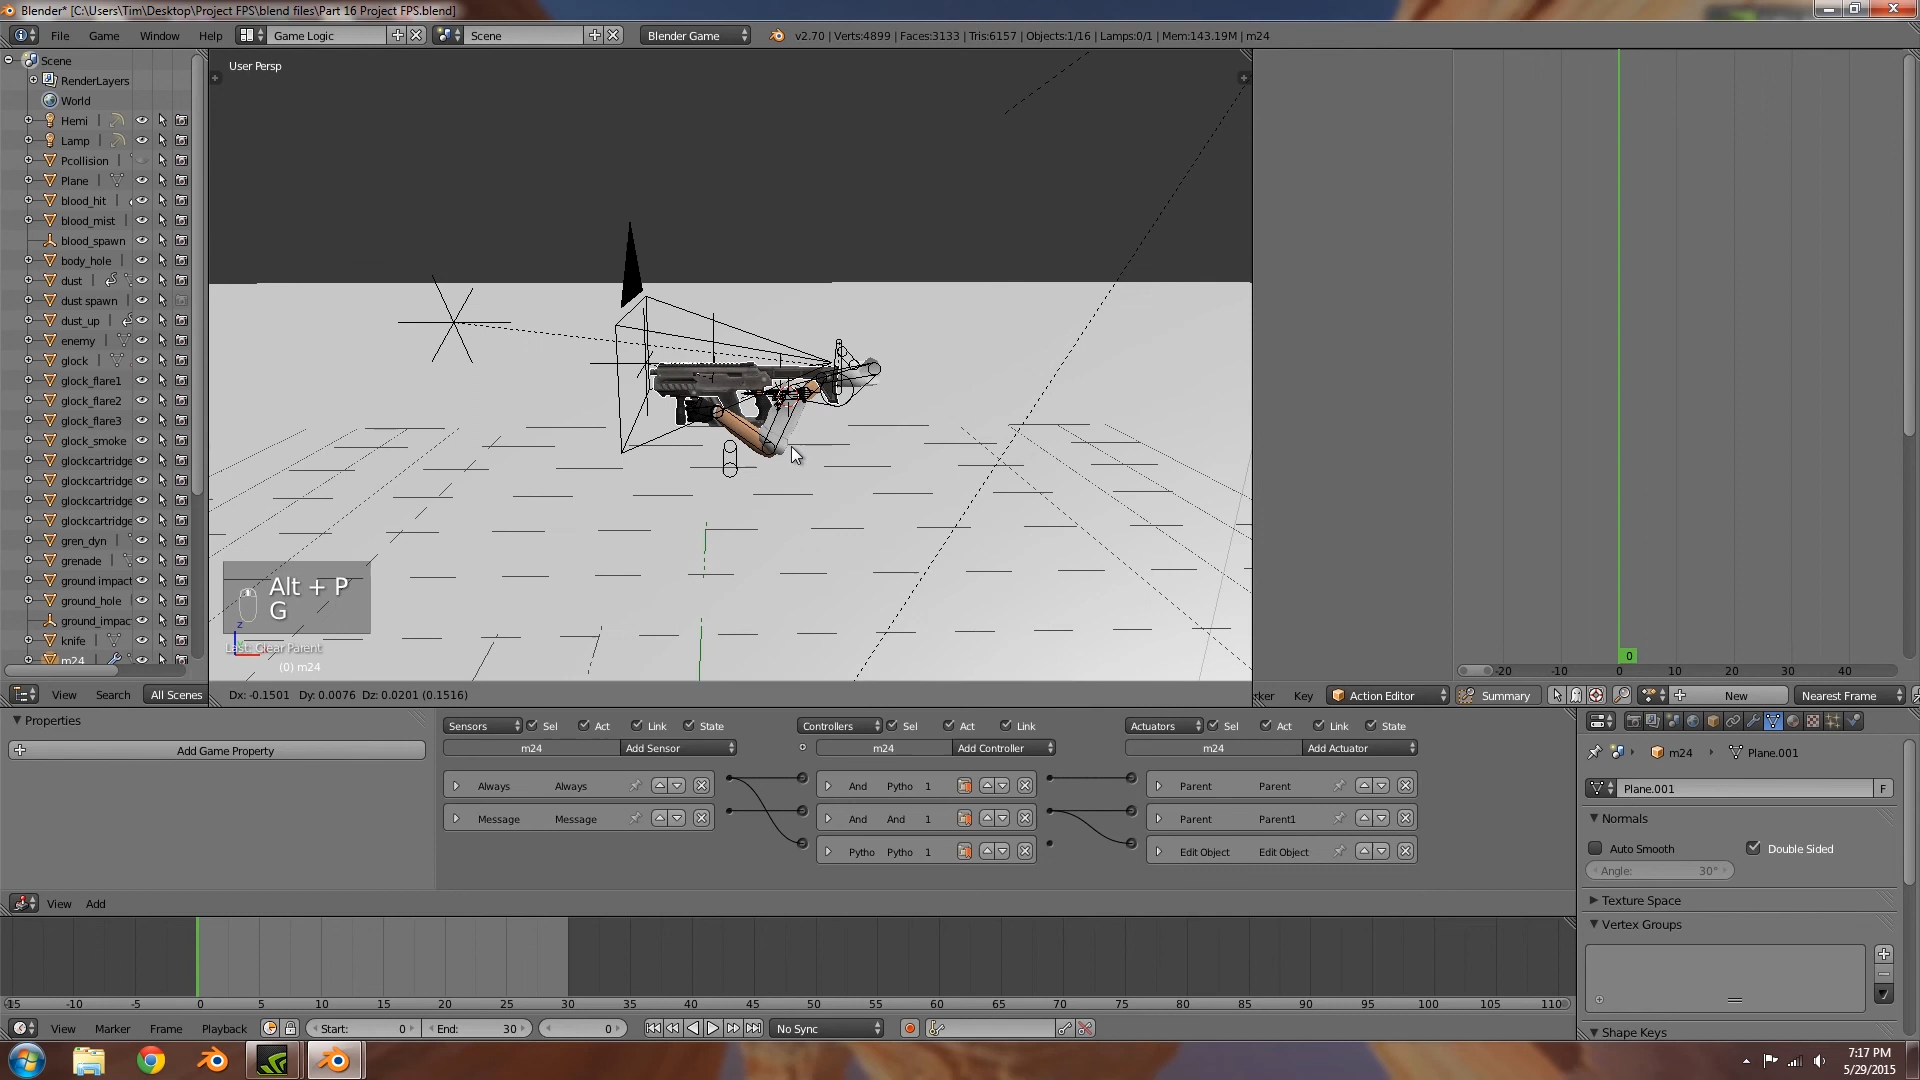 Blender* [C:\Users\Tim\Desktop\Project FPS\blend files\Part 16 Project FPS.blend]
File Game Window Help Game Logic Scene Blender Game v2.70 | Verts:4899 | Faces:3133 | Tris:6157 | Objects:1/16 | Lamps:0/1 | Mem:143.19M | m24
Scene
RenderLayers
World
Hemi
Lamp
Pcollision
Plane
blood_hit
blood_mist
blood_spawn
body_hole
dust
dust spawn
dust_up
enemy
glock
glock_flare1
glock_flare2
glock_flare3
glock_smoke
glockcartridge
glockcartridge
glockcartridge
glockcartridge
gren_dyn
grenade
ground impact
ground_hole
ground_impac
knife
m24
User Persp
Alt + P
G
z
Last: Clear Parent
(0) m24
0
-20 -10 0 10 20 30 40
View Search All Scenes
Dx: -0.1501 Dy: 0.0076 Dz: 0.0201 (0.1516)
ker Key Action Editor Summary New Nearest Frame
Properties
Add Game Property
Sensors Sel Act Link State
m24 Add Sensor
Always Always
Message Message
Controllers Sel Act Link
m24 Add Controller
And Pytho 1
And And 1
Pytho Pytho 1
Actuators Sel Act Link State
m24 Add Actuator
Parent Parent
Parent Parent1
Edit Object Edit Object
m24 Plane.001
Plane.001 F
Normals
Auto Smooth Double Sided
Angle: 30°
Texture Space
Vertex Groups
Shape Keys
View Add
-15 -10 -5 0 5 10 15 20 25 30 35 40 45 50 55 60 65 70 75 80 85 90 95 100 105 110
View Marker Frame Playback Start: 0 End: 30 0 No Sync
7:17 PM
5/29/2015